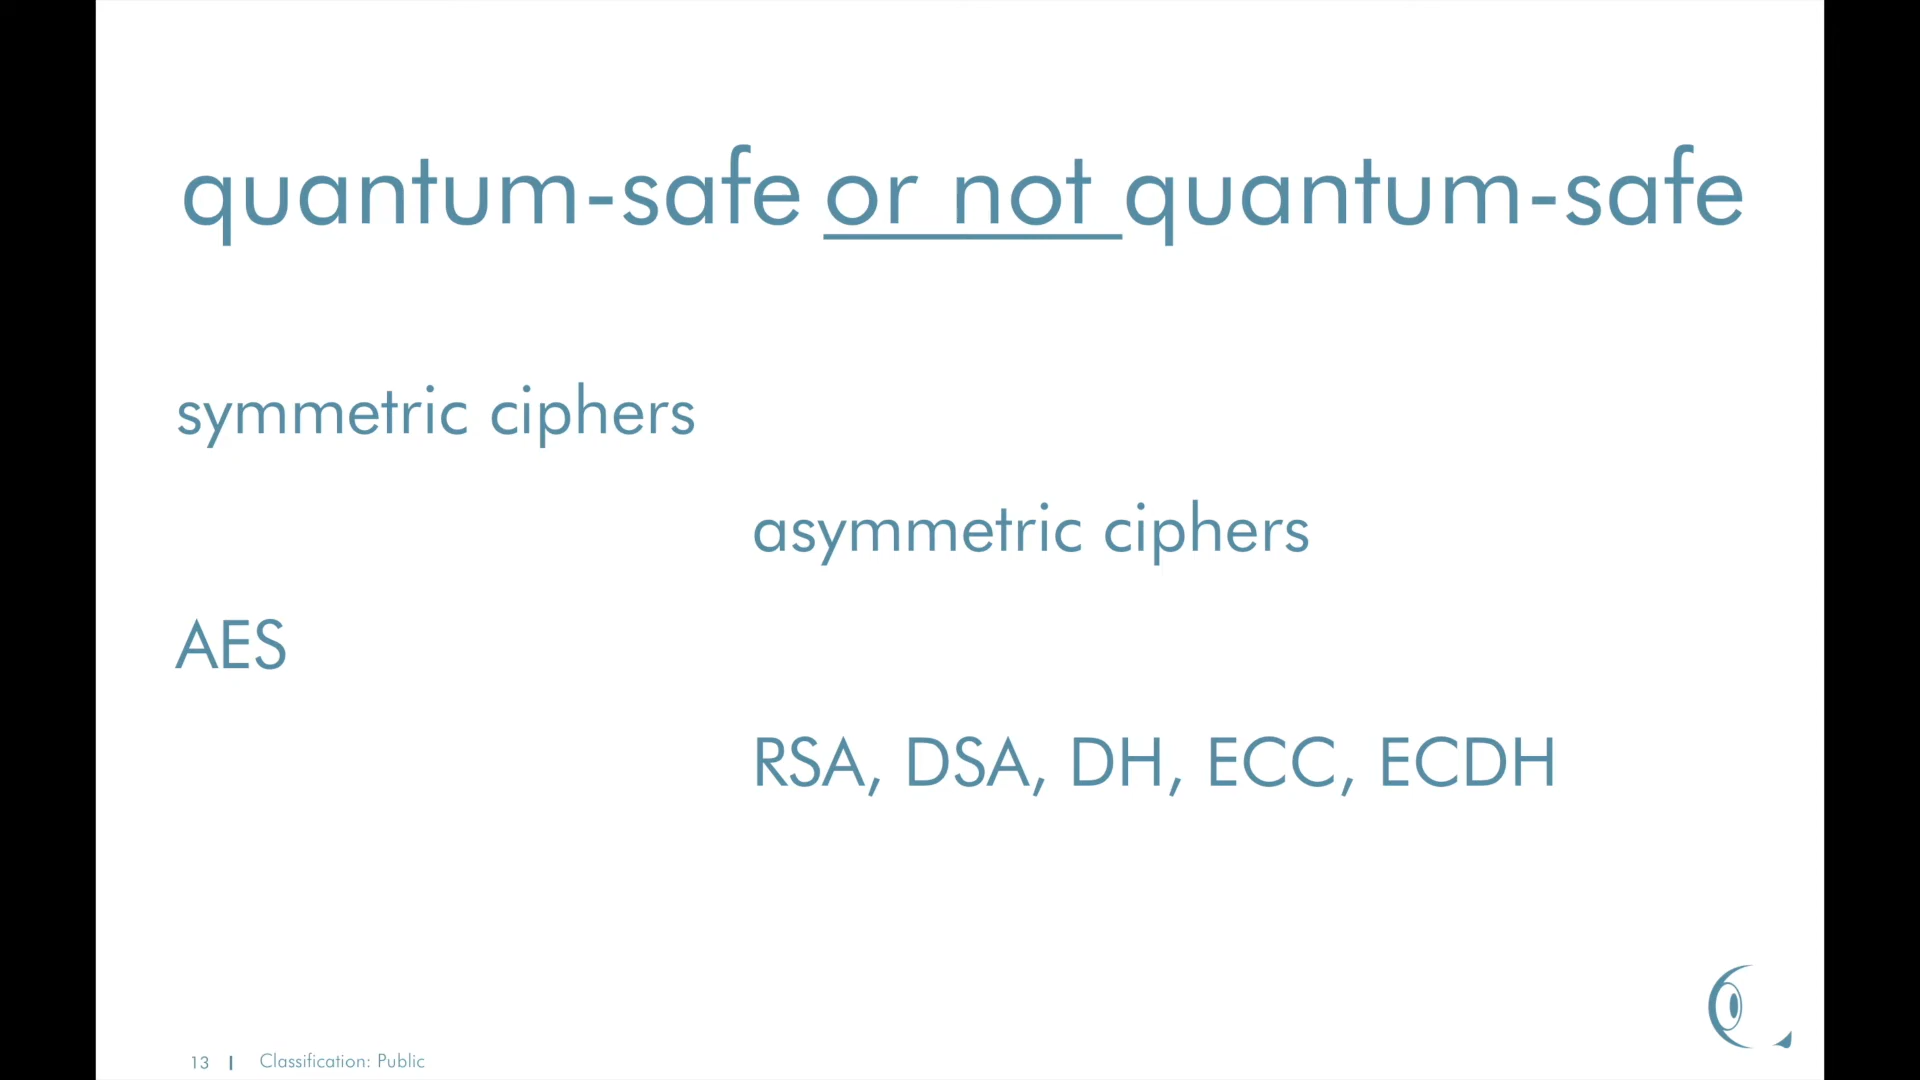 quantum-safe or not quantum-safe
symmetric ciphers
asymmetric ciphers
AES
RSA, DSA, DH, ECC, ECDH
13 | Classification: Public